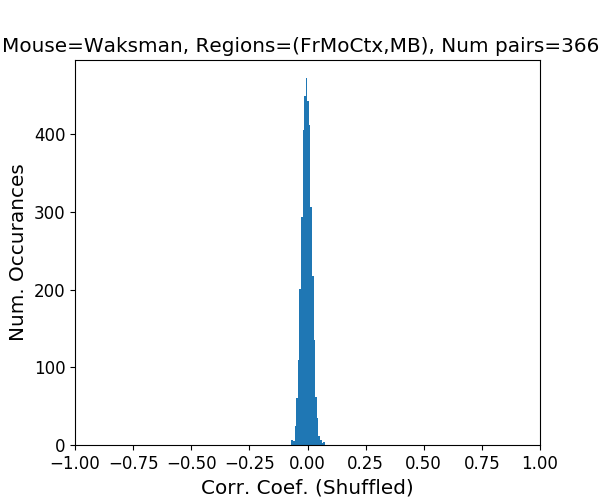 Mouse=Waksman, Regions=(FrMoCtx,MB), Num pairs=366
Num. Occurances
400
300
200
100
0
−1.00 −0.75 −0.50 −0.25 0.00 0.25 0.50 0.75 1.00
Corr. Coef. (Shuffled)